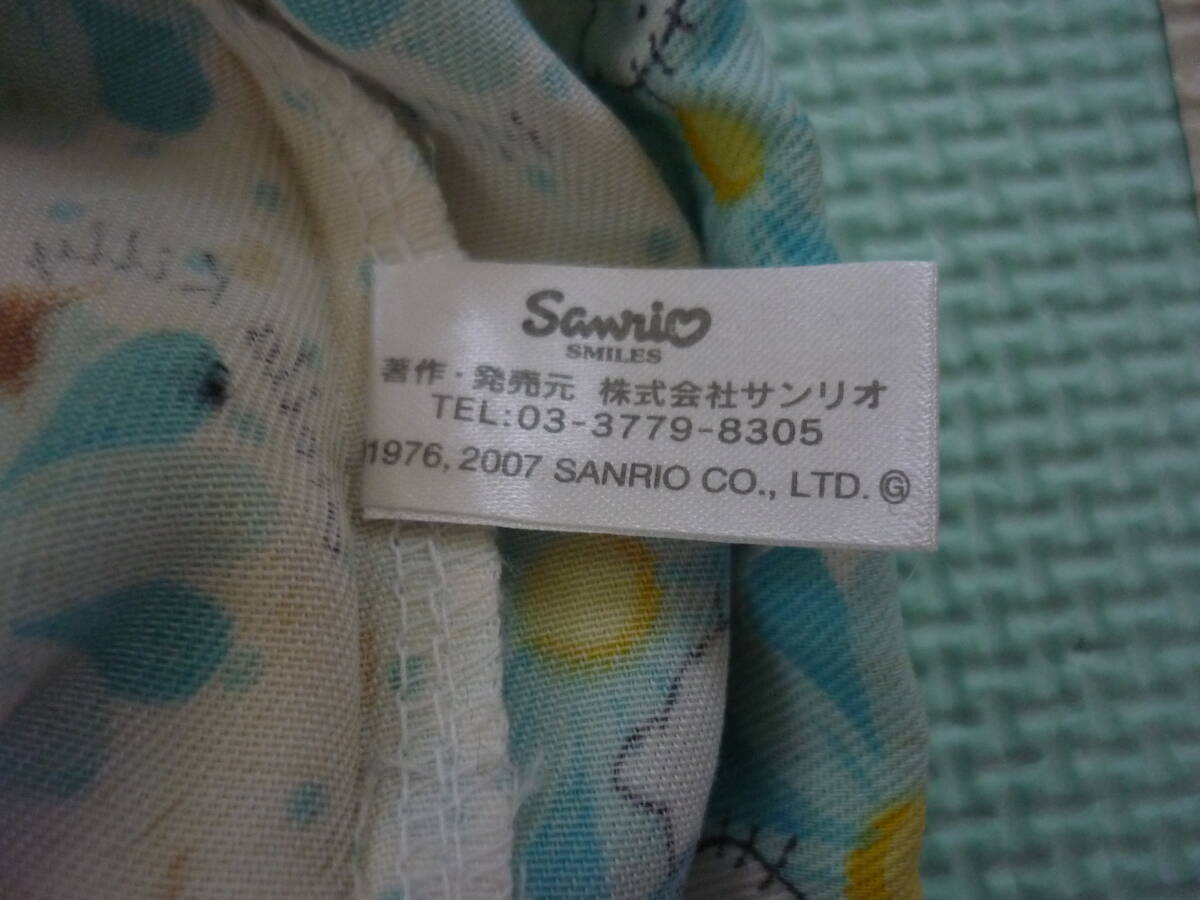 Sanrio
SMILES
著作・発売元 株式会社サンリオ
TEL:03-3779-8305
1976, 2007 SANRIO CO., LTD. Ⓖ